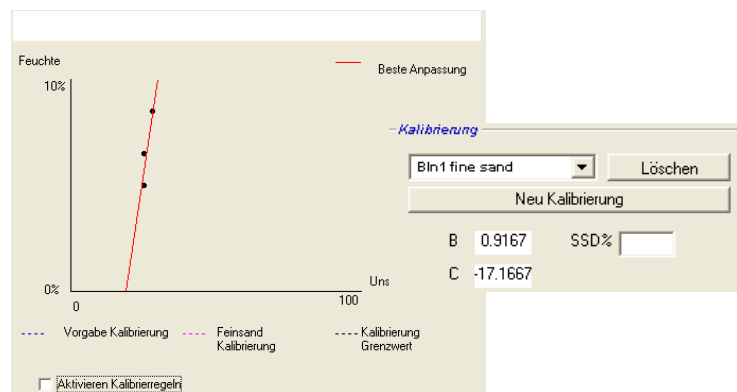 Feuchte
Beste Anpassung
10%
0%
0
100
Uns
Vorgabe Kalibrierung
Feinsand
Kalibrierung
Kalibrierung
Grenzwert
Aktivieren Kalibrierregeln
Kalibrierung
BIn1 fine sand
Löschen
Neu Kalibrierung
B 0.9167 SSD%
C -17.1667